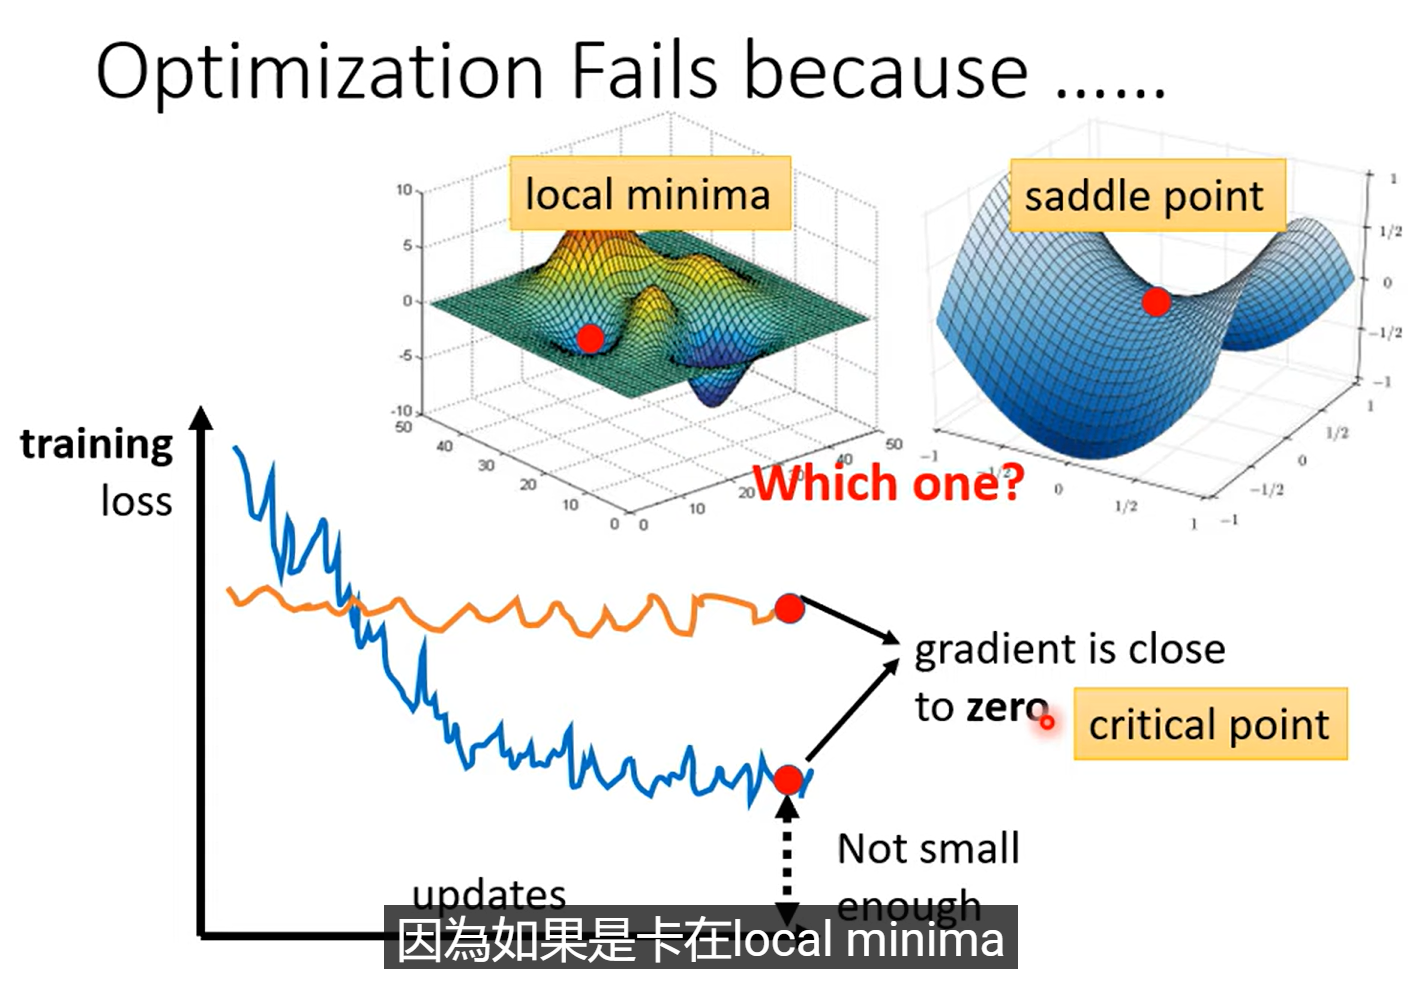 Optimization Fails because ……
local minima
saddle point
10
5
0
-5
-10
50
40
30
20
10
0
0
10
20
30
40
50
1
1/2
0
-1/2
-1
-1
-1/2
0
1/2
1
1
1/2
0
-1/2
-1
Which one?
training
loss
gradient is close
to zero
critical point
Not small
enough
updates
因為如果是卡在local minima